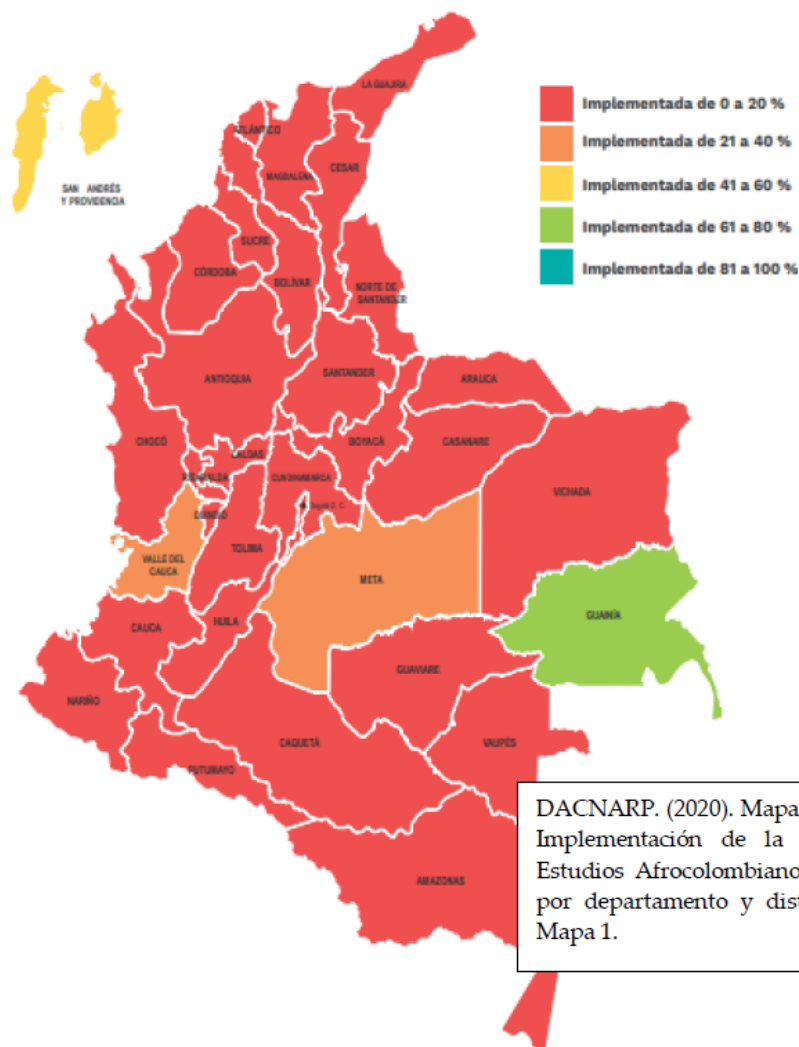 LA GUAJIRA
ATLÁNTICO
MAGDALENA
CESAR
SAN ANDRÉS
Y PROVIDENCIA
Implementada de 0 a 20 %
Implementada de 21 a 40 %
Implementada de 41 a 60 %
Implementada de 61 a 80 %
Implementada de 81 a 100 %
SUCRE
CÓRDOBA
BOLÍVAR
NORTE DE
SANTANDER
ANTIOQUIA
SANTANDER
ARAUCA
CHOCÓ
CALDAS
BOYACÁ
CASANARE
RISARALDA
CUNDINAMARCA
VICHADA
QUINDÍO
Bogotá D. C.
VALLE DEL
CAUCA
TOLIMA
META
GUAINÍA
CAUCA
HUILA
GUAVIARE
NARIÑO
CAQUETÁ
VAUPÉS
PUTUMAYO
AMAZONAS
DACNARP. (2020). Mapa
Implementación de la
Estudios Afrocolombiano
por departamento y dist
Mapa 1.